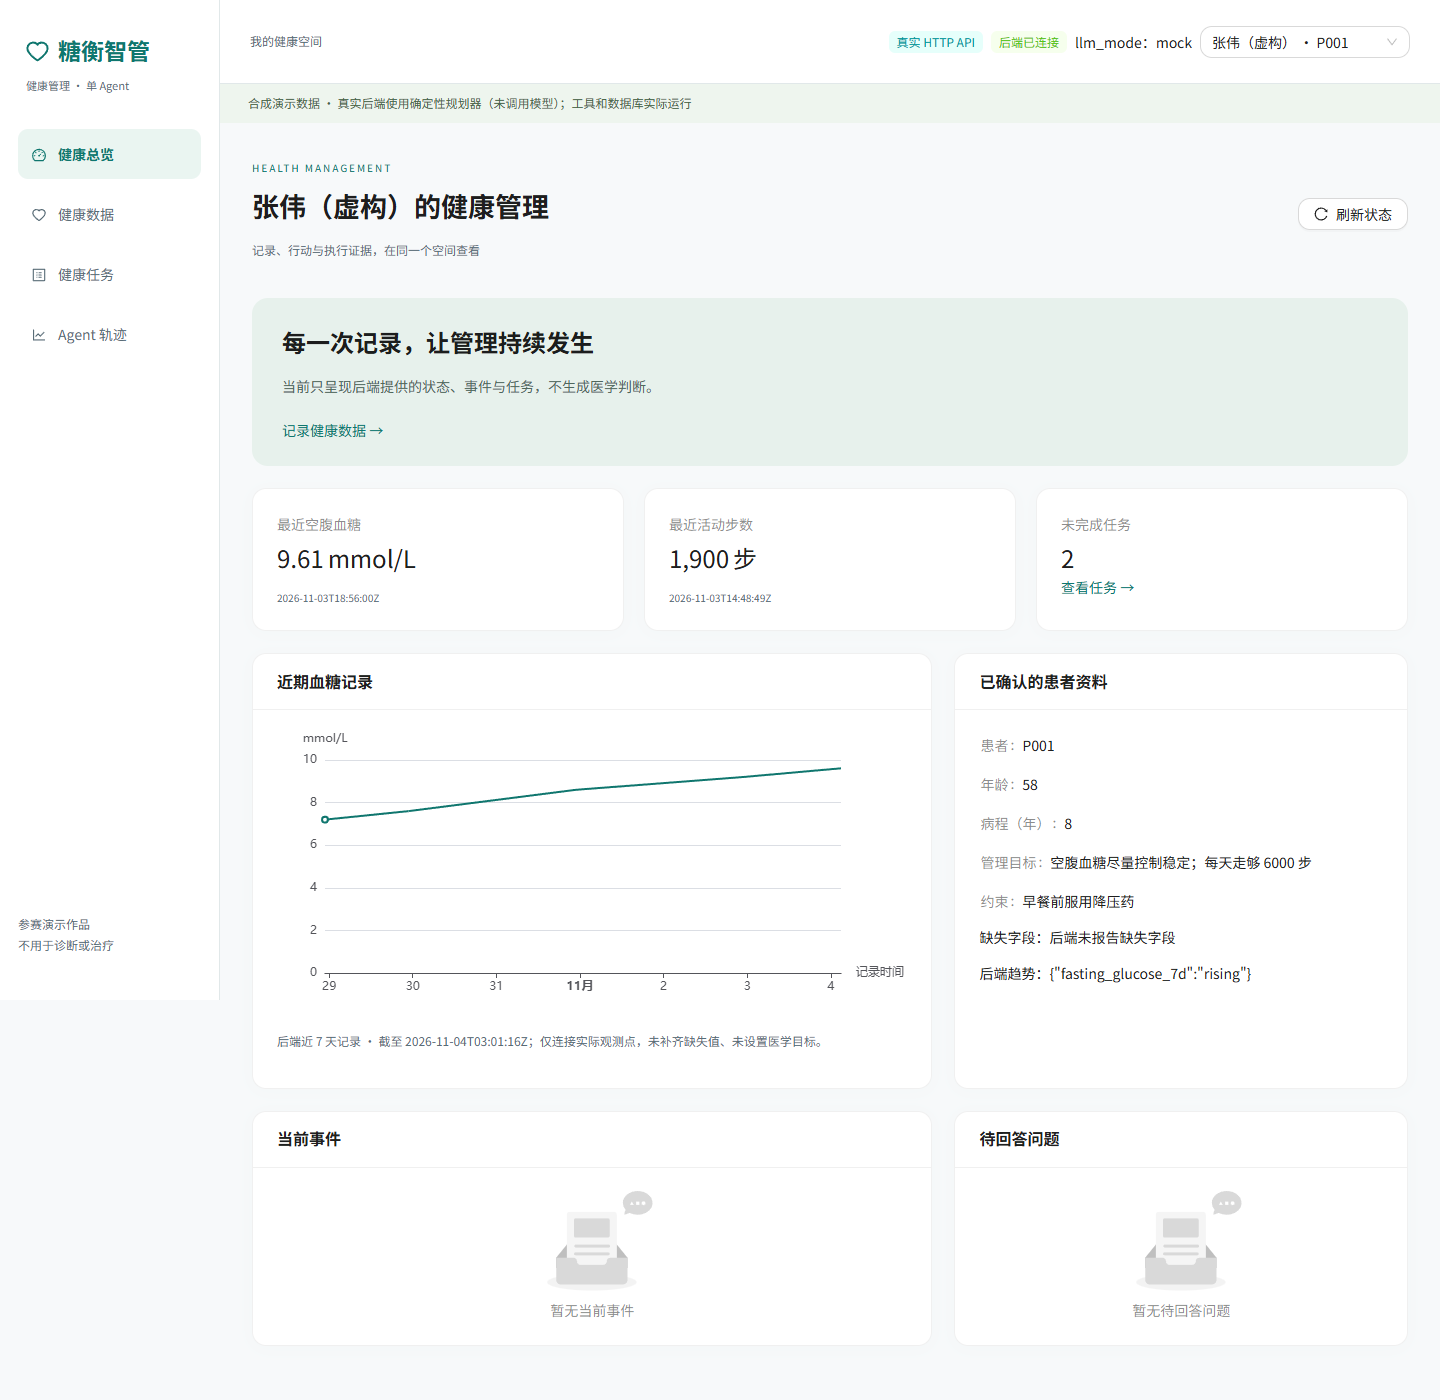 糖衡智管
健康管理 · 单 Agent
健康总览
健康数据
健康任务
Agent 轨迹
参赛演示作品
不用于诊断或治疗
我的健康空间
真实 HTTP API
后端已连接
llm_mode：mock
张伟（虚构） · P001
合成演示数据 · 真实后端使用确定性规划器（未调用模型）；工具和数据库实际运行
HEALTH MANAGEMENT
张伟（虚构）的健康管理
记录、行动与执行证据，在同一个空间查看
刷新状态
每一次记录，让管理持续发生
当前只呈现后端提供的状态、事件与任务，不生成医学判断。
记录健康数据 →
最近空腹血糖
9.61 mmol/L
2026-11-03T18:56:00Z
最近活动步数
1,900 步
2026-11-03T14:48:49Z
未完成任务
2
查看任务 →
近期血糖记录
mmol/L
10
8
6
4
2
0
29 30 31 11月 2 3 4
记录时间
后端近 7 天记录 · 截至 2026-11-04T03:01:16Z；仅连接实际观测点，未补齐缺失值、未设置医学目标。
已确认的患者资料
患者：P001
年龄：58
病程（年）：8
管理目标：空腹血糖尽量控制稳定；每天走够 6000 步
约束：早餐前服用降压药
缺失字段：后端未报告缺失字段
后端趋势：{"fasting_glucose_7d":"rising"}
当前事件
暂无当前事件
待回答问题
暂无待回答问题